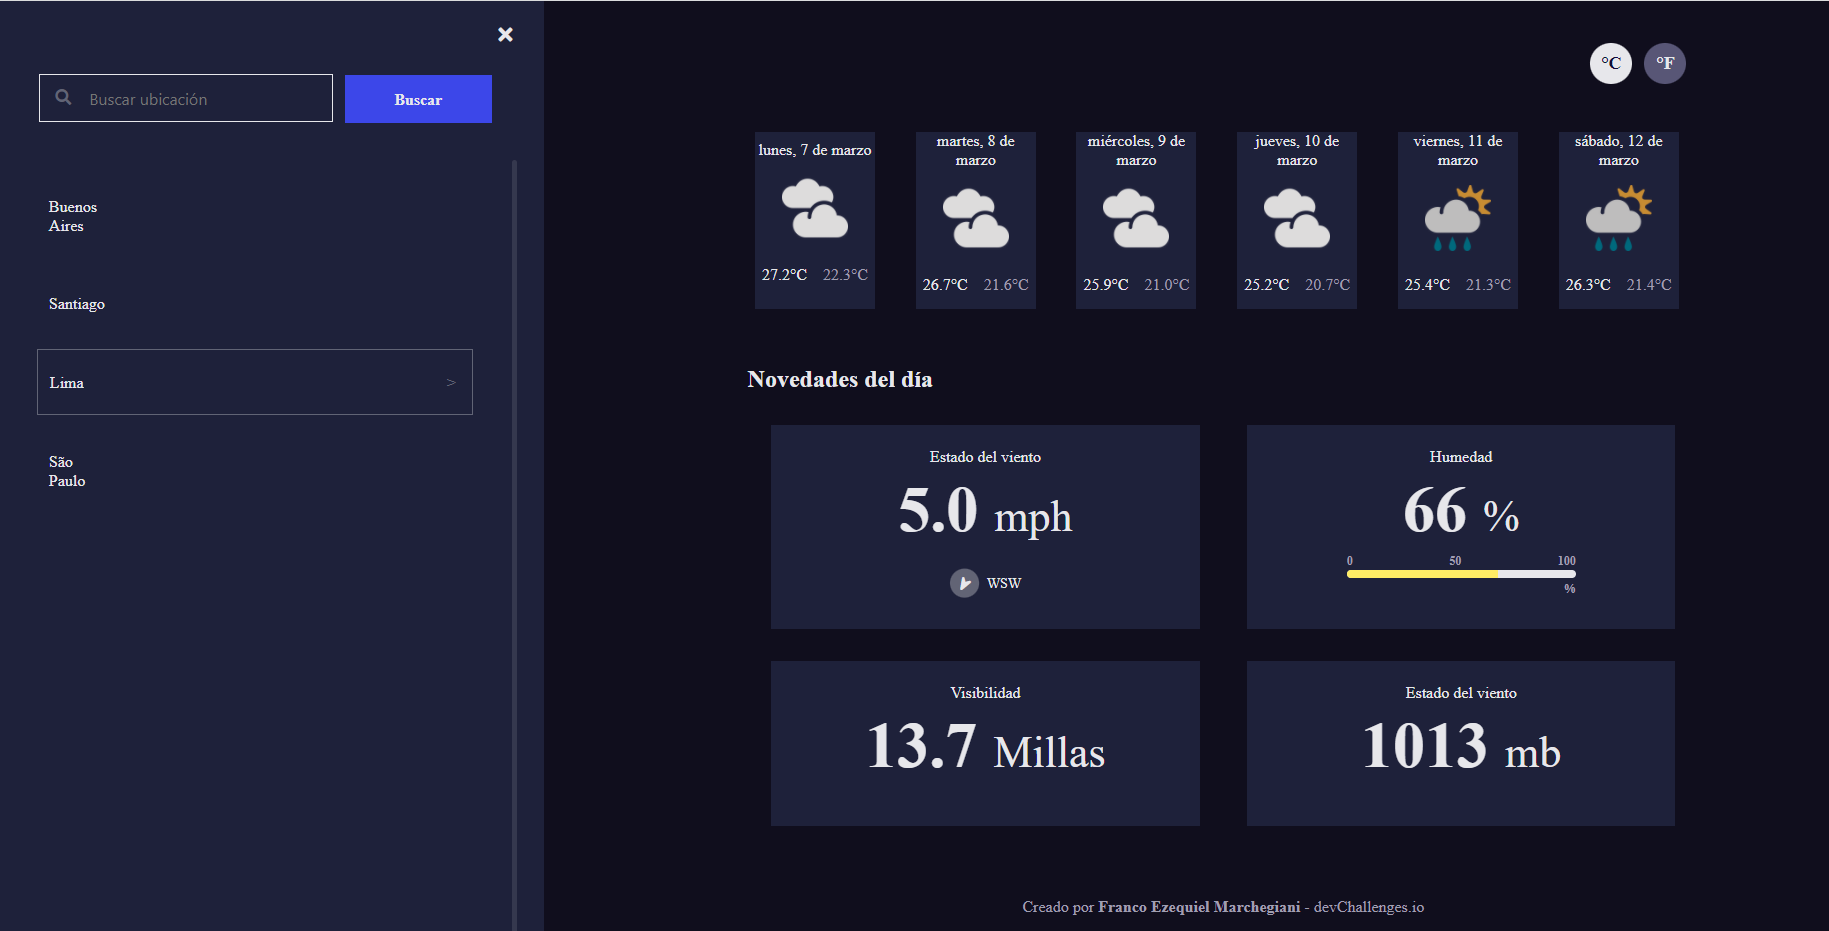 Buscar ubicación
Buscar
Buenos
Aires
Santiago
Lima >
São
Paulo
°C °F
lunes, 7 de marzo
27.2°C 22.3°C
martes, 8 de
marzo
26.7°C 21.6°C
miércoles, 9 de
marzo
25.9°C 21.0°C
jueves, 10 de
marzo
25.2°C 20.7°C
viernes, 11 de
marzo
25.4°C 21.3°C
sábado, 12 de
marzo
26.3°C 21.4°C
Novedades del día
Estado del viento
5.0 mph
WSW
Humedad
66 %
0 50 100
%
Visibilidad
13.7 Millas
Estado del viento
1013 mb
Creado por Franco Ezequiel Marchegiani - devChallenges.io